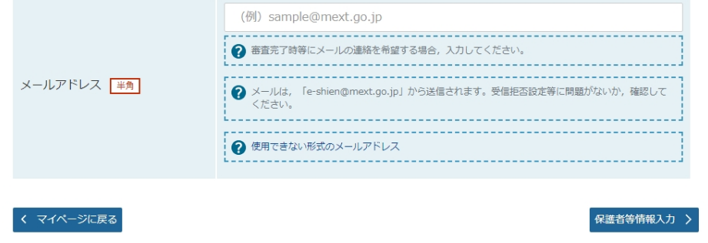 （例）sample@mext.go.jp
審査完了時等にメールの連絡を希望する場合，入力してください。
メールアドレス 半角
メールは，「e-shien@mext.go.jp」から送信されます。受信拒否設定等に問題がないか，確認して
ください。
使用できない形式のメールアドレス
マイページに戻る
保護者等情報入力